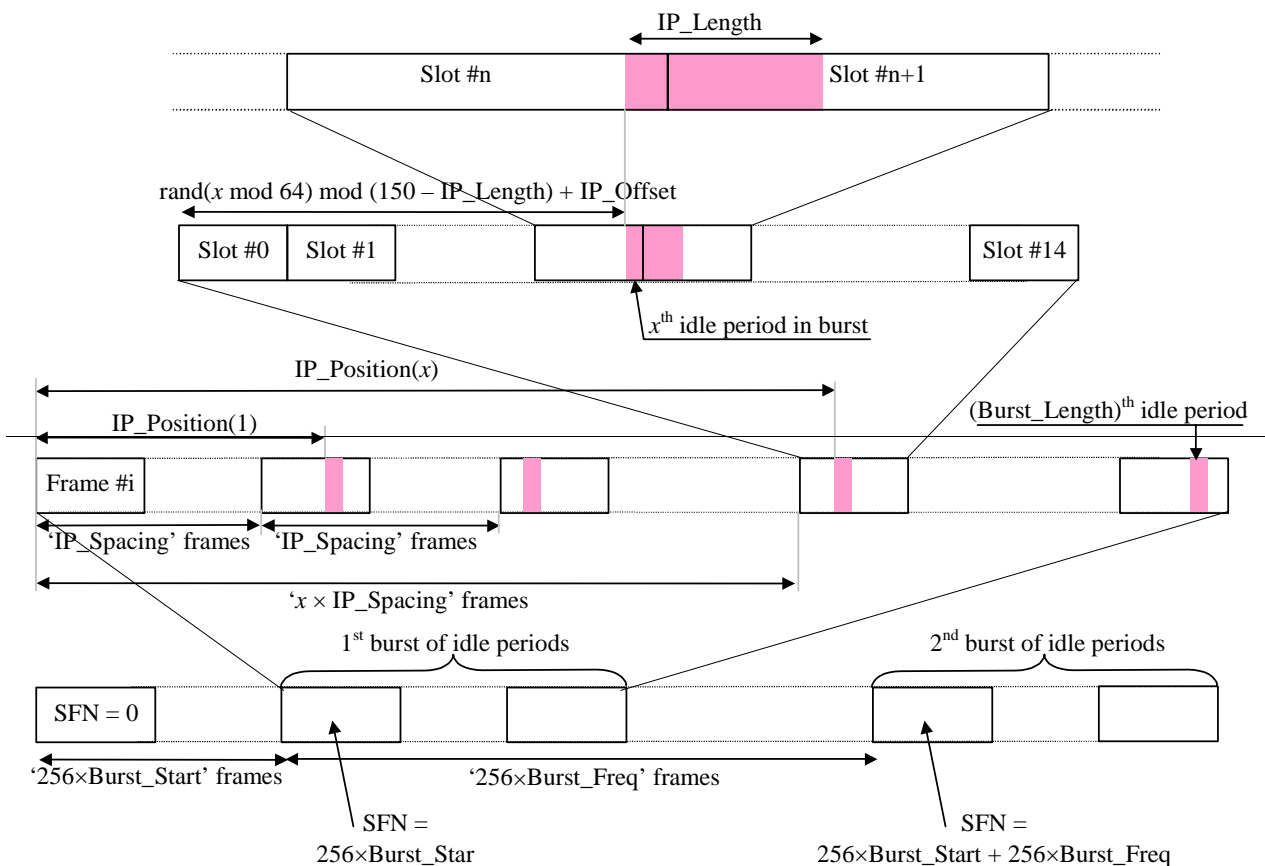 IP_Length
Slot #n
Slot #n+1
rand(x mod 64) mod (150 – IP_Length) + IP_Offset
Slot #0
Slot #1
Slot #14
xth idle period in burst
IP_Position(x)
(Burst_Length)th idle period
IP_Position(1)
Frame #i
‘IP_Spacing’ frames
‘IP_Spacing’ frames
‘x × IP_Spacing’ frames
1st burst of idle periods
2nd burst of idle periods
SFN = 0
‘256×Burst_Start’ frames
‘256×Burst_Freq’ frames
SFN =
256×Burst_Star
SFN =
256×Burst_Start + 256×Burst_Freq